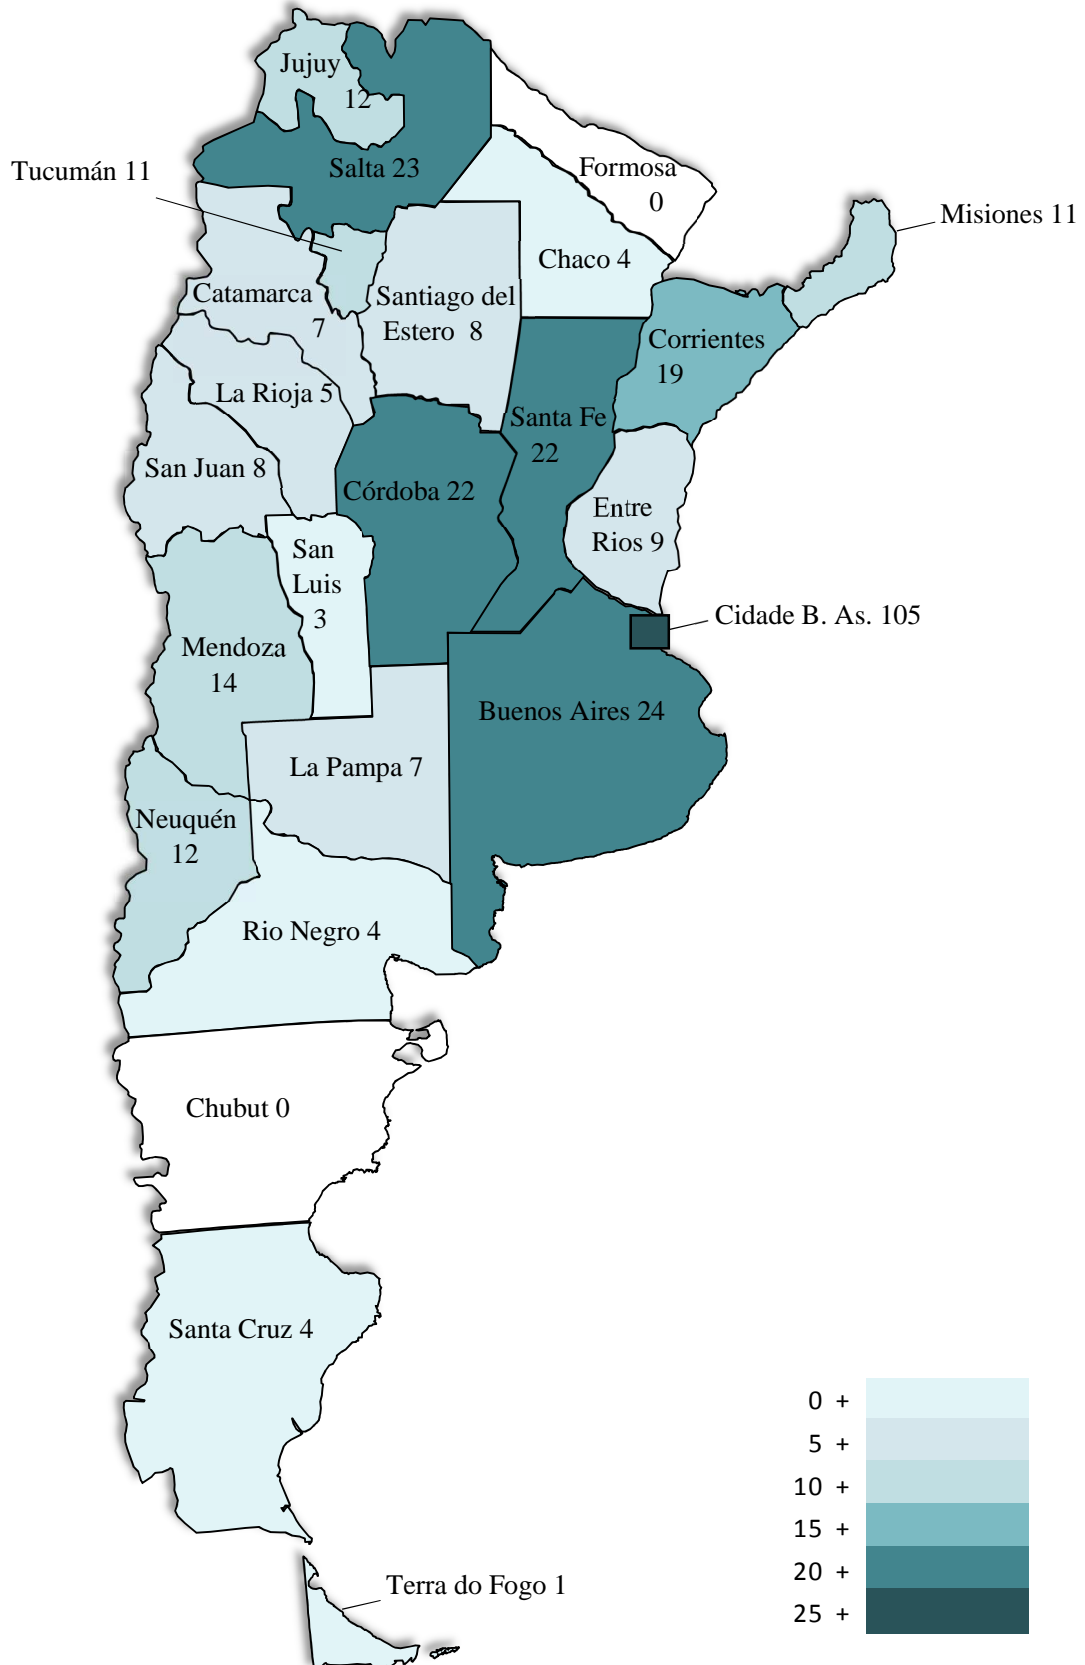 Jujuy
12
Tucumán 11
Salta 23
Formosa
0
Misiones 11
Chaco 4
Catamarca
7
Santiago del
Estero 8
Corrientes
19
La Rioja 5
Santa Fe
22
San Juan 8
Córdoba 22
Entre
Rios 9
San
Luis
3
Cidade B. As. 105
Mendoza
14
Buenos Aires 24
La Pampa 7
Neuquén
12
Rio Negro 4
Chubut 0
Santa Cruz 4
Terra do Fogo 1
0 +
5 +
10 +
15 +
20 +
25 +